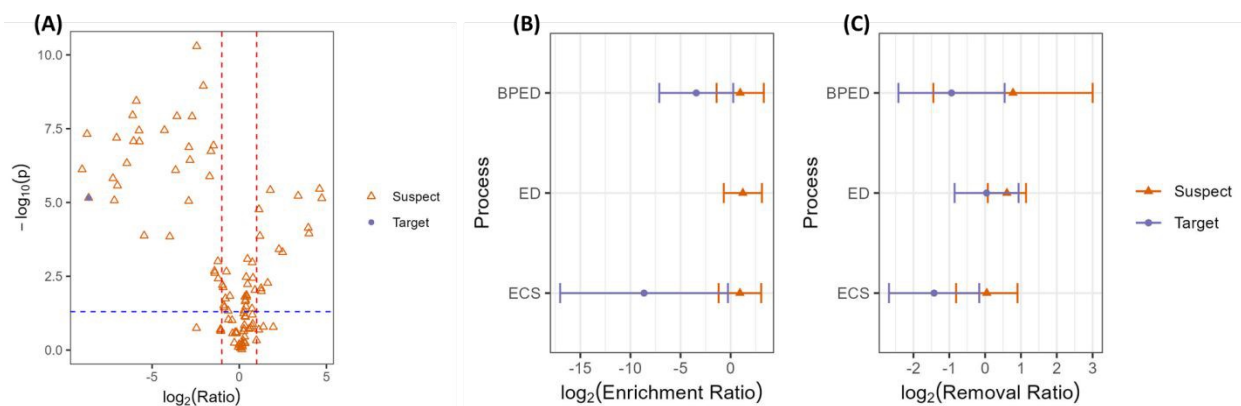 (A)
10.0
7.5
5.0
2.5
0.0
− log₁₀(p)
-5
0
5
log₂(Ratio)
Suspect
Target
(B)
BPED
ED
ECS
Process
-15
-10
-5
0
log₂(Enrichment Ratio)
(C)
BPED
ED
ECS
Process
-2
-1
0
1
2
3
log₂(Removal Ratio)
Suspect
Target